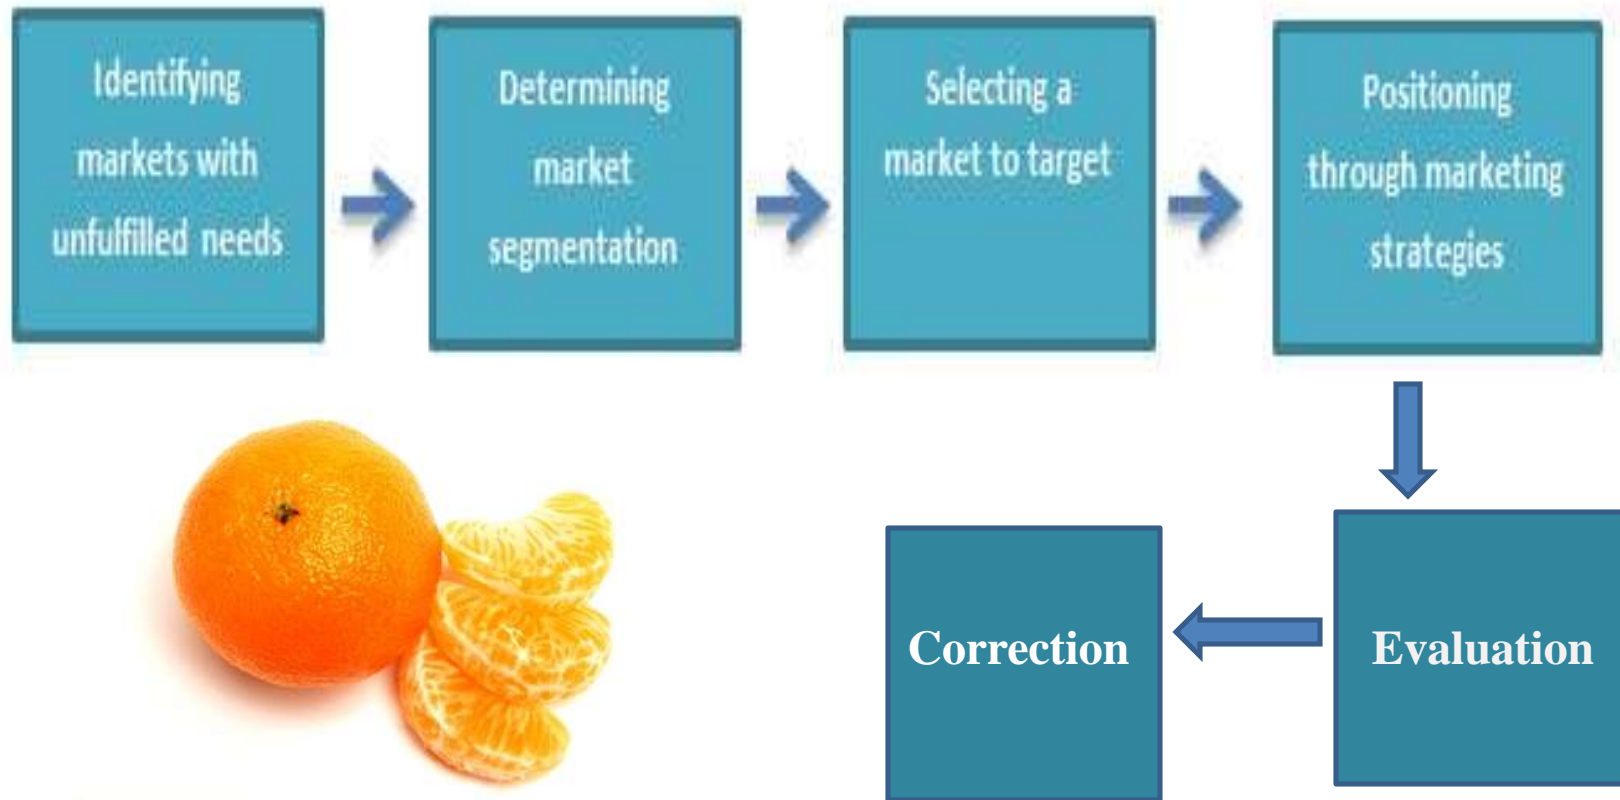 Identifying
markets with
unfulfilled needs
Determining
market
segmentation
Selecting a
market to target
Positioning
through marketing
strategies
Correction
Evaluation